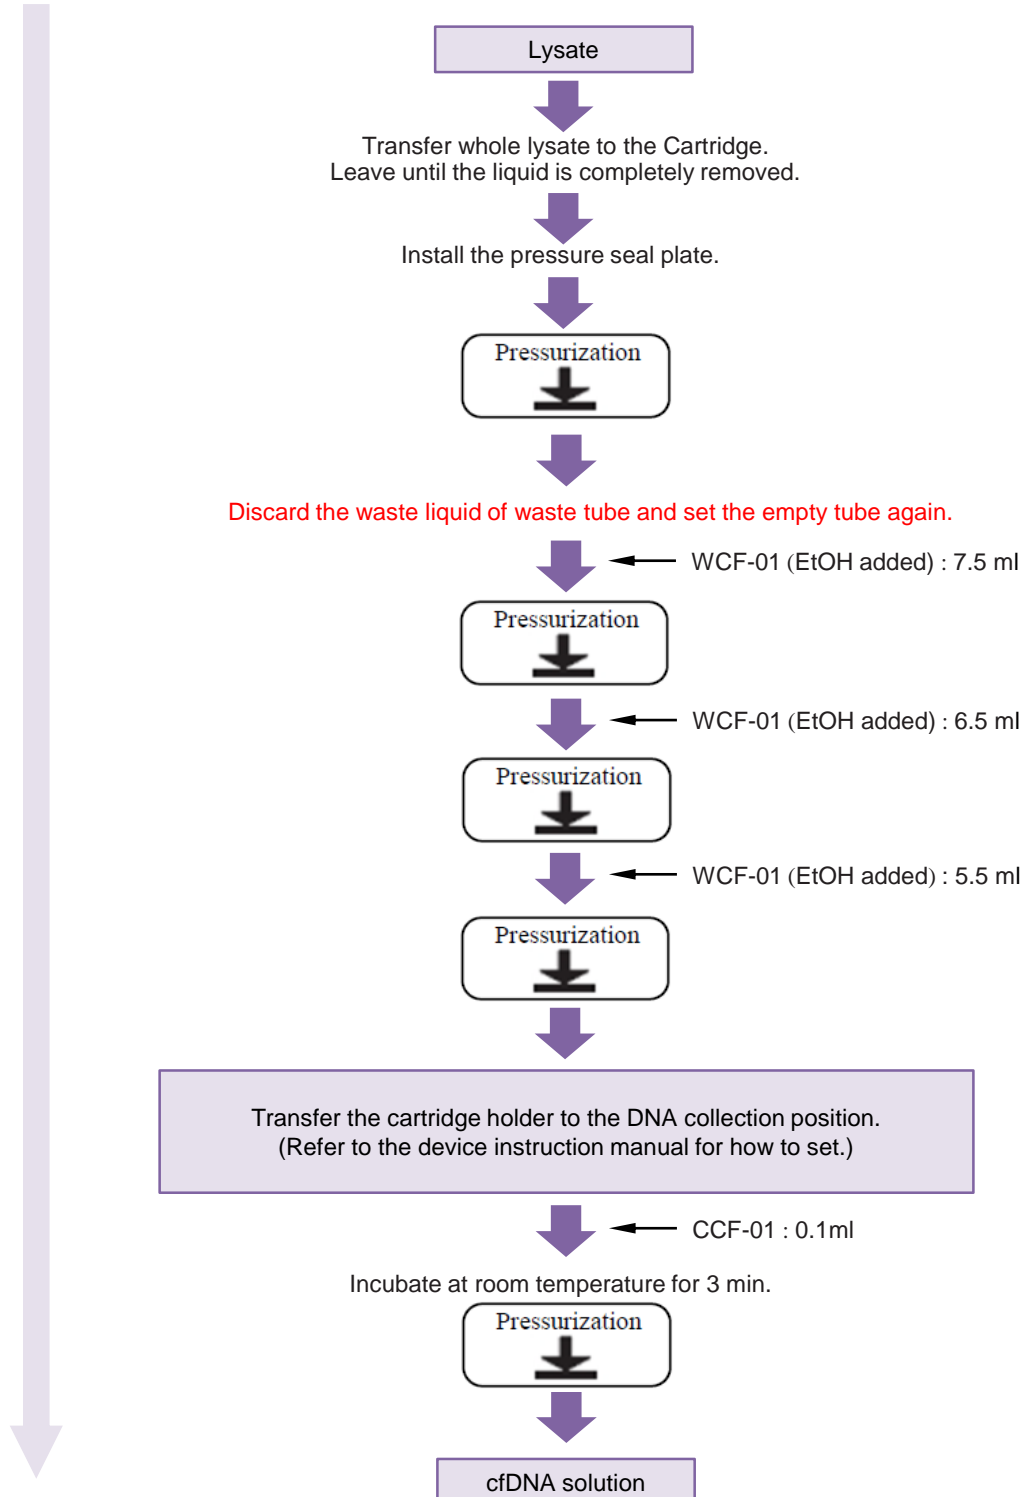 Lysate
Transfer whole lysate to the Cartridge.
Leave until the liquid is completely removed.
Install the pressure seal plate.
Pressurization
Discard the waste liquid of waste tube and set the empty tube again.
WCF-01 (EtOH added) : 7.5 ml
Pressurization
WCF-01 (EtOH added) : 6.5 ml
Pressurization
WCF-01 (EtOH added) : 5.5 ml
Pressurization
Transfer the cartridge holder to the DNA collection position.
(Refer to the device instruction manual for how to set.)
CCF-01 : 0.1ml
Incubate at room temperature for 3 min.
Pressurization
cfDNA solution